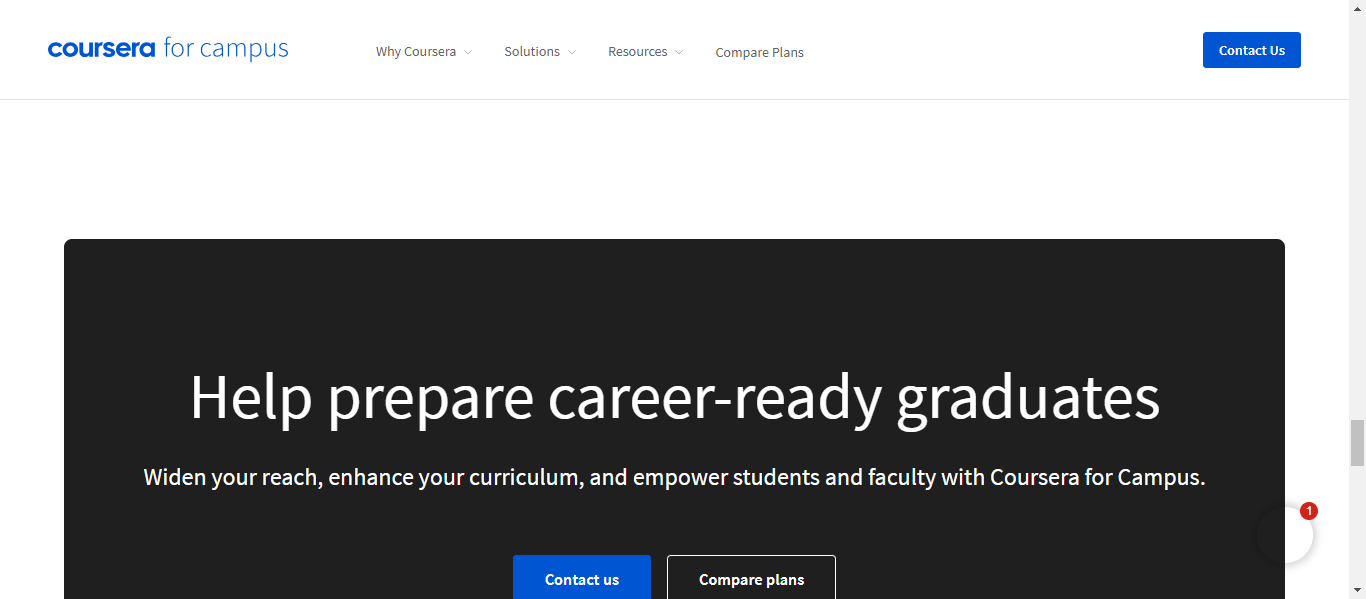 coursera for campus
Why Coursera
Solutions
Resources
Compare Plans
Contact Us
Help prepare career-ready graduates
Widen your reach, enhance your curriculum, and empower students and faculty with Coursera for Campus.
1
Contact us
Compare plans